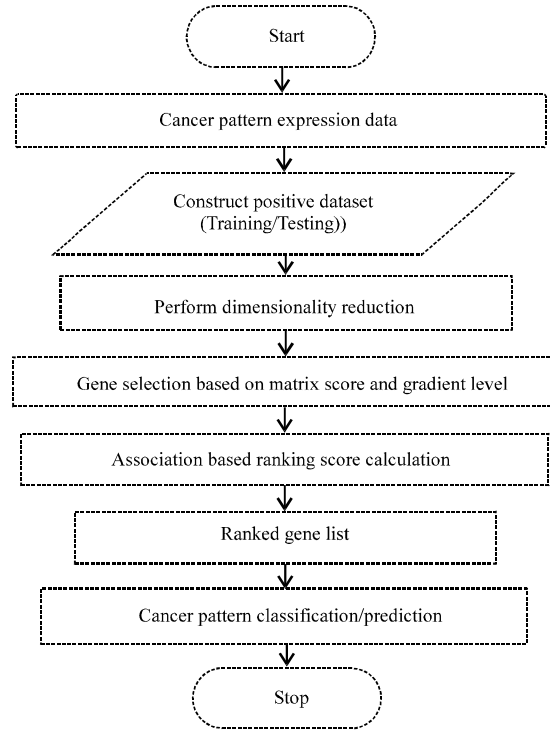 Start
Cancer pattern expression data
Construct positive dataset
(Training/Testing))
Perform dimensionality reduction
Gene selection based on matrix score and gradient level
Association based ranking score calculation
Ranked gene list
Cancer pattern classification/prediction
Stop